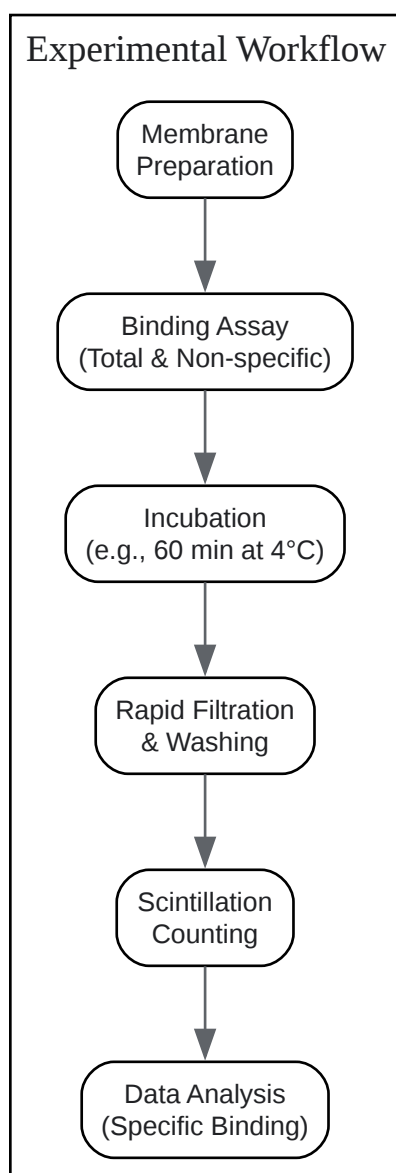 Experimental Workflow
Membrane
Preparation
Binding Assay
(Total & Non-specific)
Incubation
(e.g., 60 min at 4°C)
Rapid Filtration
& Washing
Scintillation
Counting
Data Analysis
(Specific Binding)